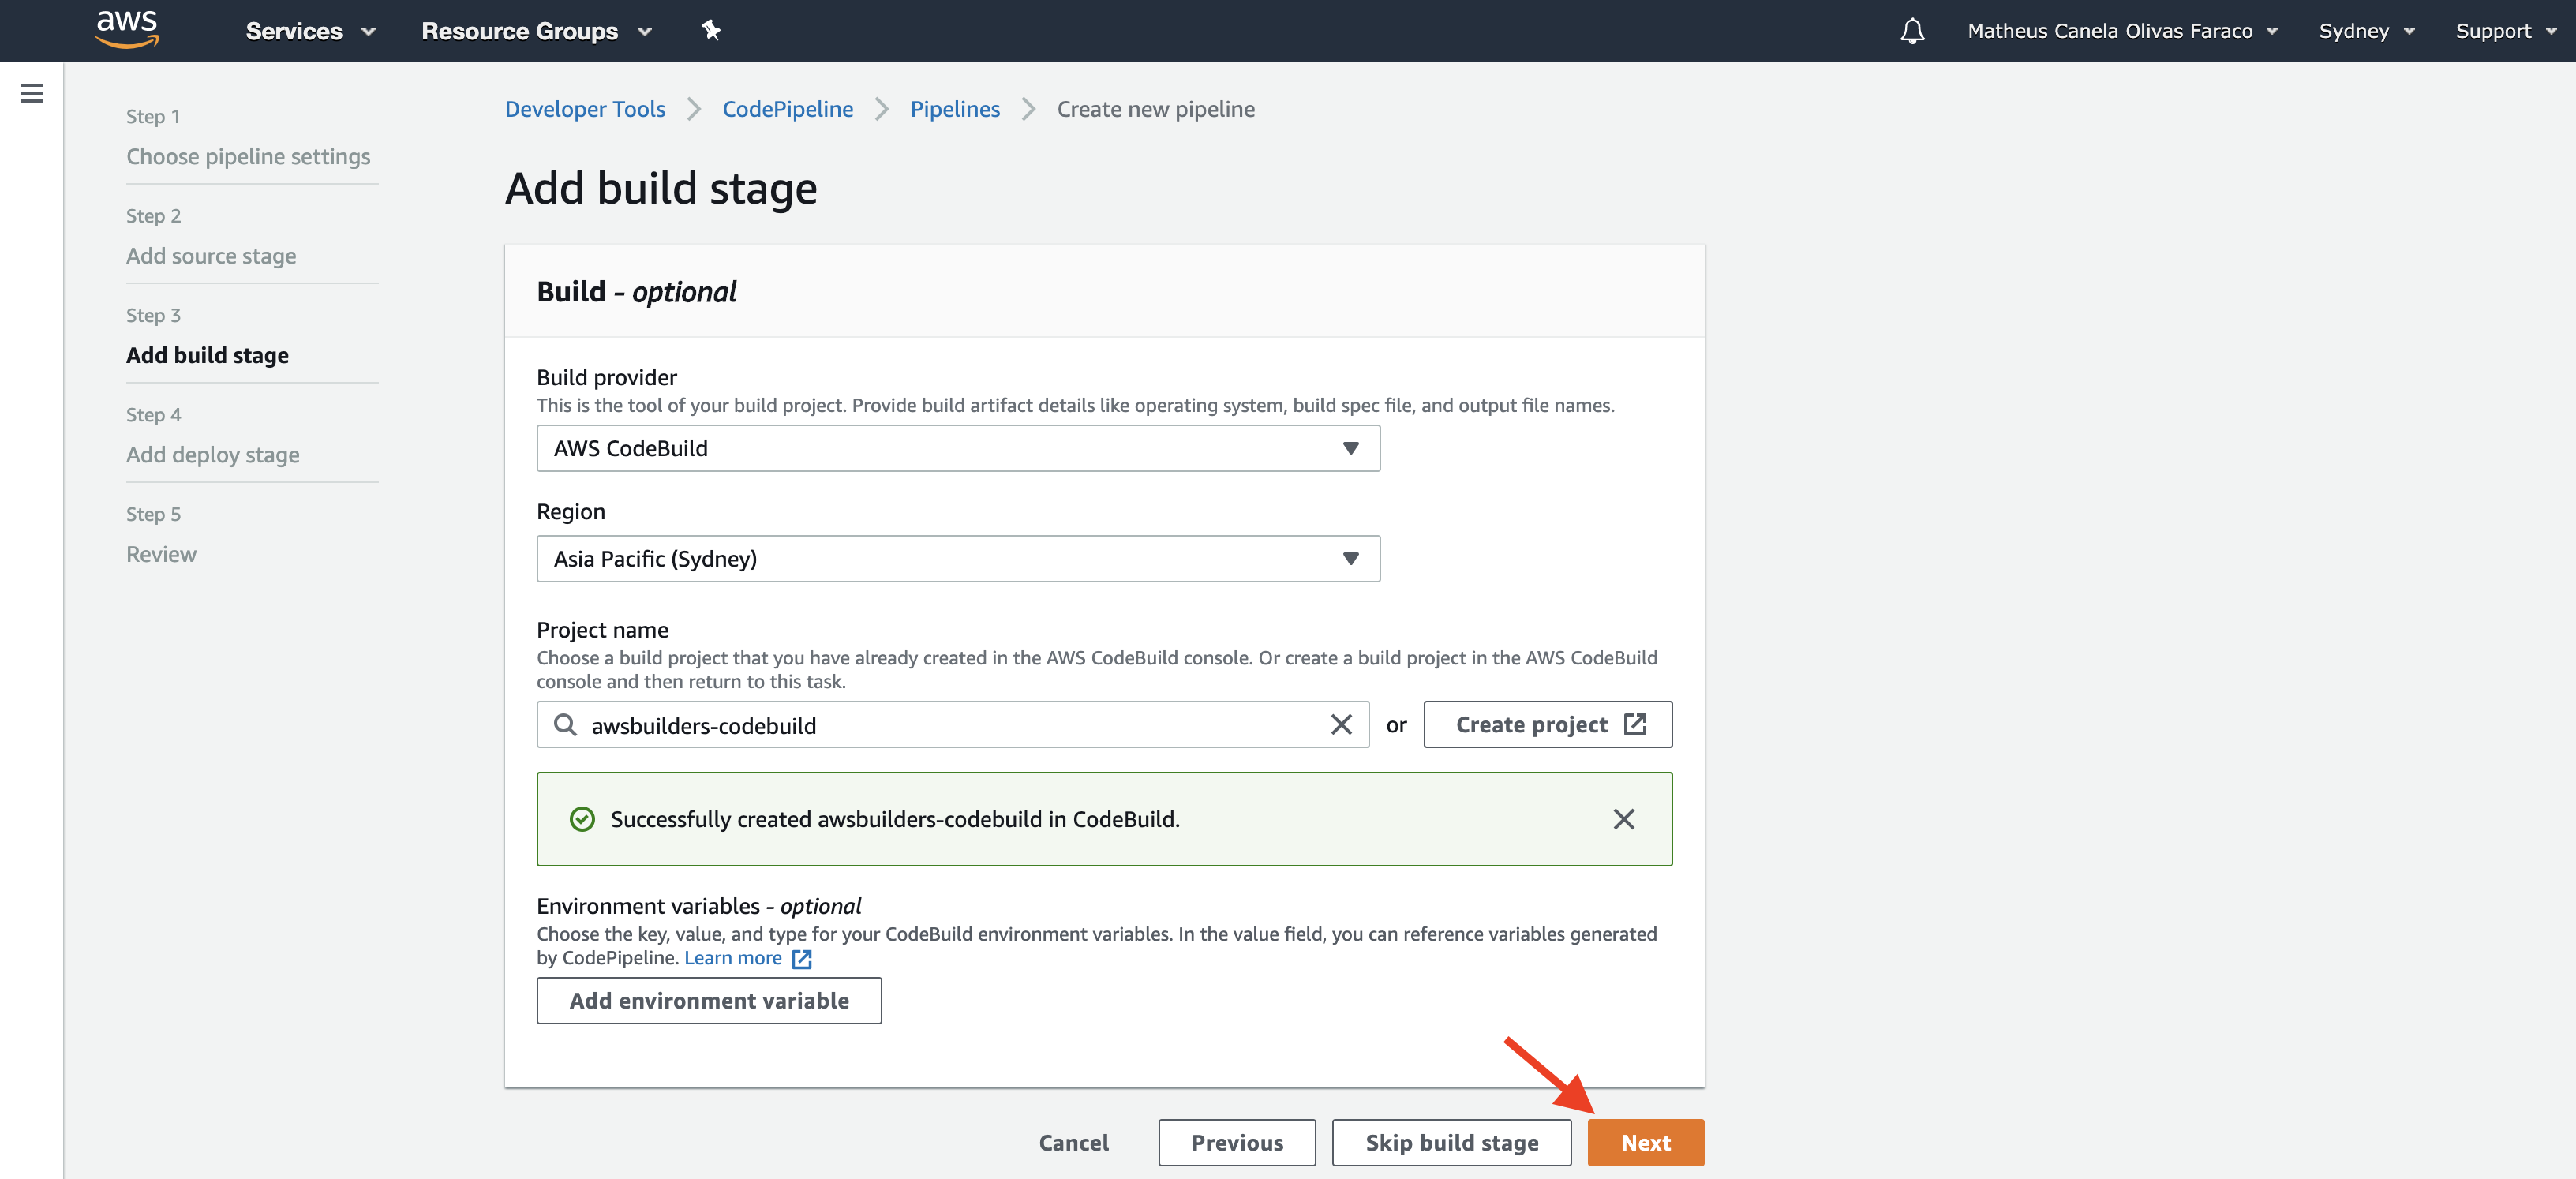 aws
Services
Resource Groups
Matheus Canela Olivas Faraco
Sydney
Support
Step 1
Choose pipeline settings
Step 2
Add source stage
Step 3
Add build stage
Step 4
Add deploy stage
Step 5
Review
Developer Tools
CodePipeline
Pipelines
Create new pipeline
Add build stage
Build - optional
Build provider
This is the tool of your build project. Provide build artifact details like operating system, build spec file, and output file names.
AWS CodeBuild
Region
Asia Pacific (Sydney)
Project name
Choose a build project that you have already created in the AWS CodeBuild console. Or create a build project in the AWS CodeBuild
console and then return to this task.
awsbuilders-codebuild
or
Create project
Successfully created awsbuilders-codebuild in CodeBuild.
Environment variables - optional
Choose the key, value, and type for your CodeBuild environment variables. In the value field, you can reference variables generated
by CodePipeline. Learn more
Add environment variable
Cancel
Previous
Skip build stage
Next